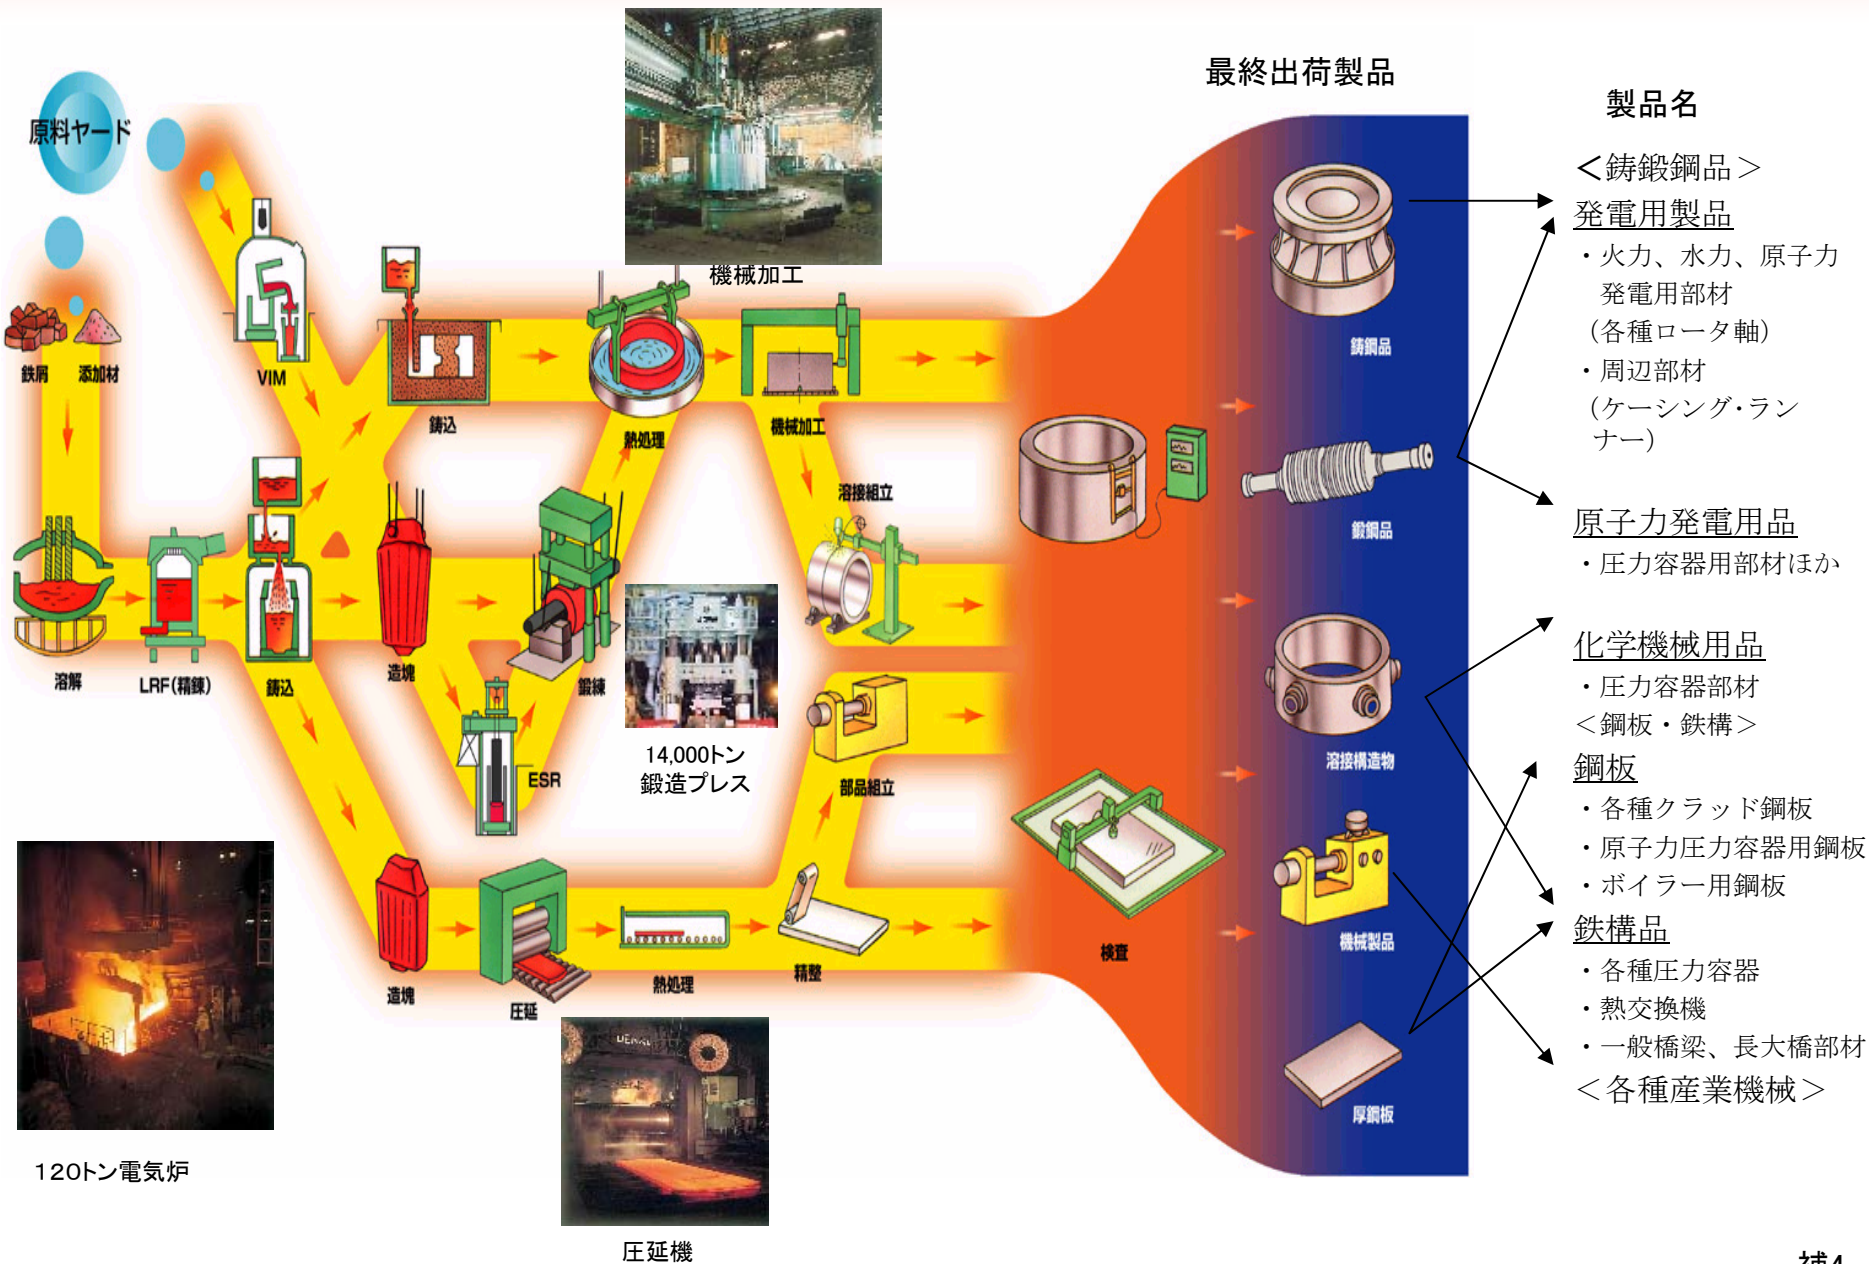 最終出荷製品
製品名
原料ヤード
鉄屑
添加材
VIM
機械加工
鋳込
熱処理
機械加工
溶接組立
溶解
LRF(精錬)
鋳込
造塊
鍛練
ESR
14,000トン
鍛造プレス
部品組立
造塊
圧延
熱処理
精整
検査
120トン電気炉
圧延機
鋳鋼品
鍛鋼品
溶接構造物
機械製品
厚鋼板
＜鋳鍛鋼品＞
発電用製品
・火力、水力、原子力
発電用部材
（各種ロータ軸）
・周辺部材
（ケーシング・ラン
ナー）
原子力発電用品
・圧力容器用部材ほか
化学機械用品
・圧力容器部材
＜鋼板・鉄構＞
鋼板
・各種クラッド鋼板
・原子力圧力容器用鋼板
・ボイラー用鋼板
鉄構品
・各種圧力容器
・熱交換機
・一般橋梁、長大橋部材
＜各種産業機械＞
補4